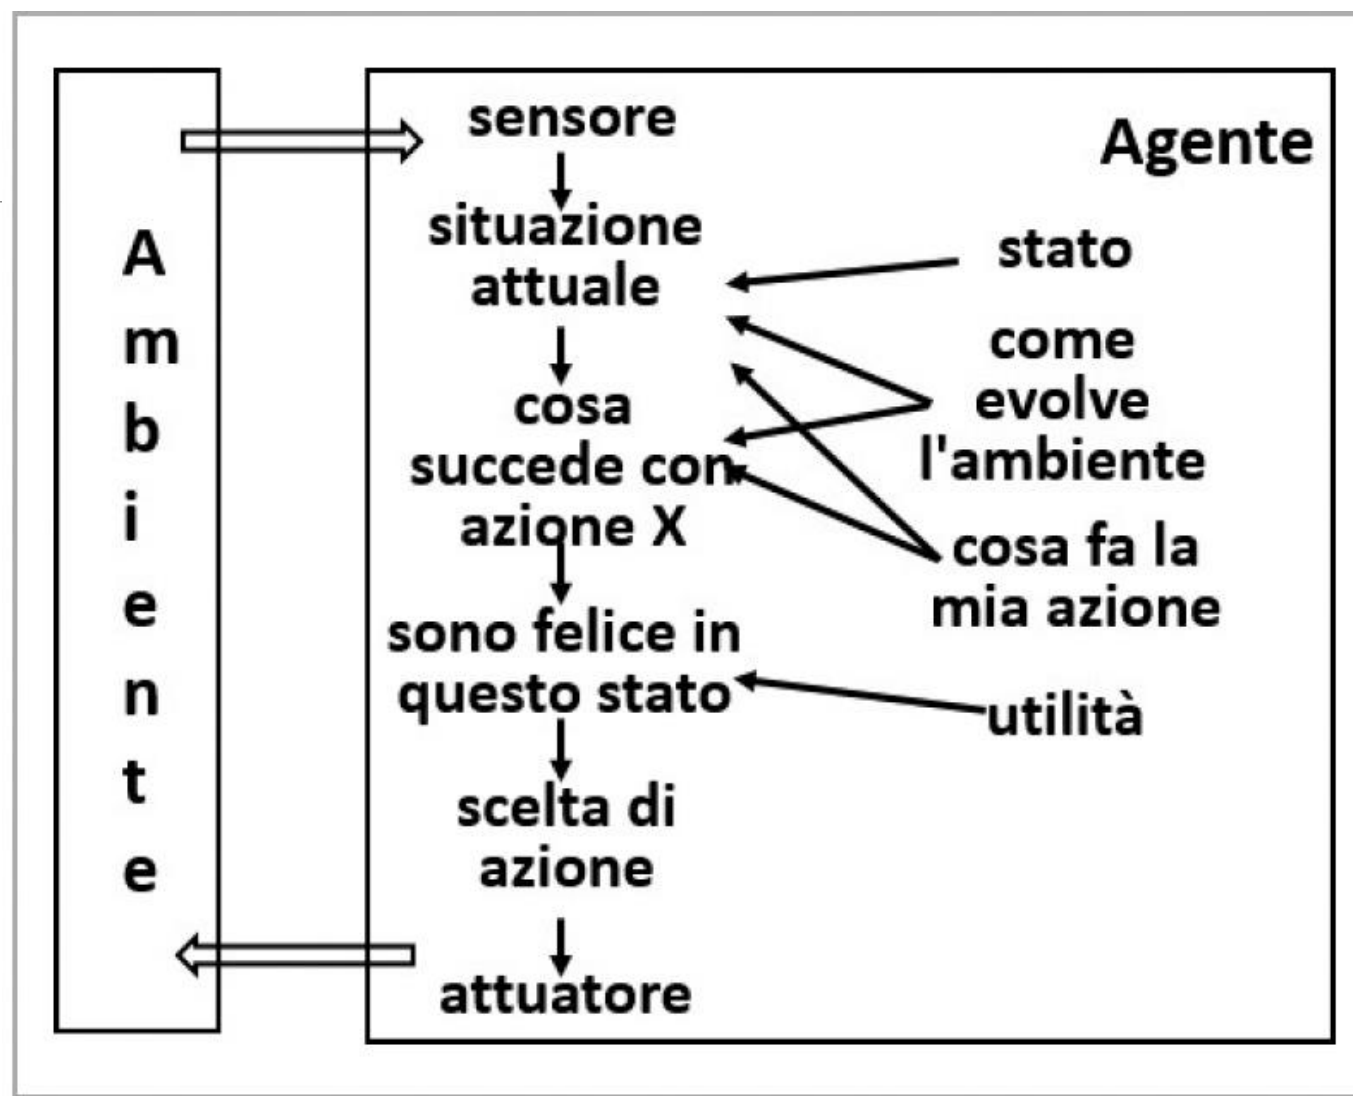 Ambiente
sensore
Agente
situazione
attuale
stato
come
evolve
l'ambiente
cosa
succede con
azione X
cosa fa la
mia azione
sono felice in
questo stato
utilità
scelta di
azione
attuatore